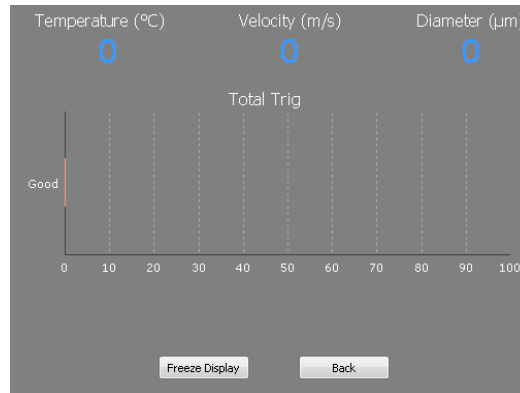 Temperature (ºC) Velocity (m/s) Diameter (µm)
0 0 0
Total Trig
Good
0 10 20 30 40 50 60 70 80 90 100
Freeze Display Back